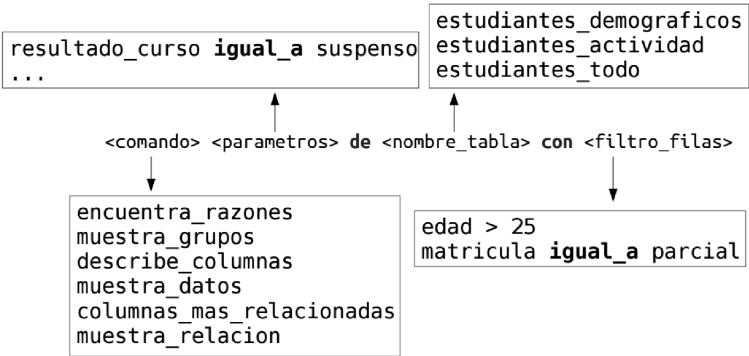 resultado_curso igual_a suspenso
...
estudiantes_demograficos
estudiantes_actividad
estudiantes_todo
<comando> <parametros> de <nombre_tabla> con <filtro_filas>
encuentra_razones
muestra_grupos
describe_columnas
muestra_datos
columnas_mas_relacionadas
muestra_relacion
edad > 25
matricula igual_a parcial